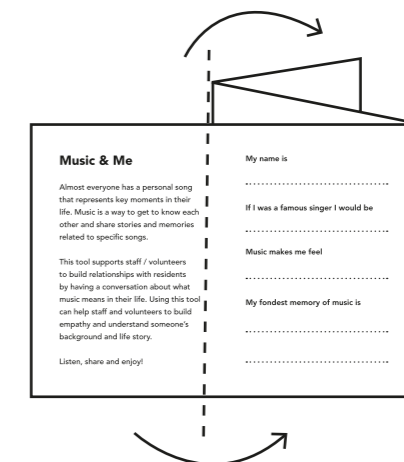 Music & Me
Almost everyone has a personal song
that represents key moments in their
life. Music is a way to get to know each
other and share stories and memories
related to specific songs.
This tool supports staff / volunteers
to build relationships with residents
by having a conversation about what
music means in their life. Using this tool
can help staff and volunteers to build
empathy and understand someone's
background and life story.
Listen, share and enjoy!
My name is
If I was a famous singer I would be
Music makes me feel
My fondest memory of music is